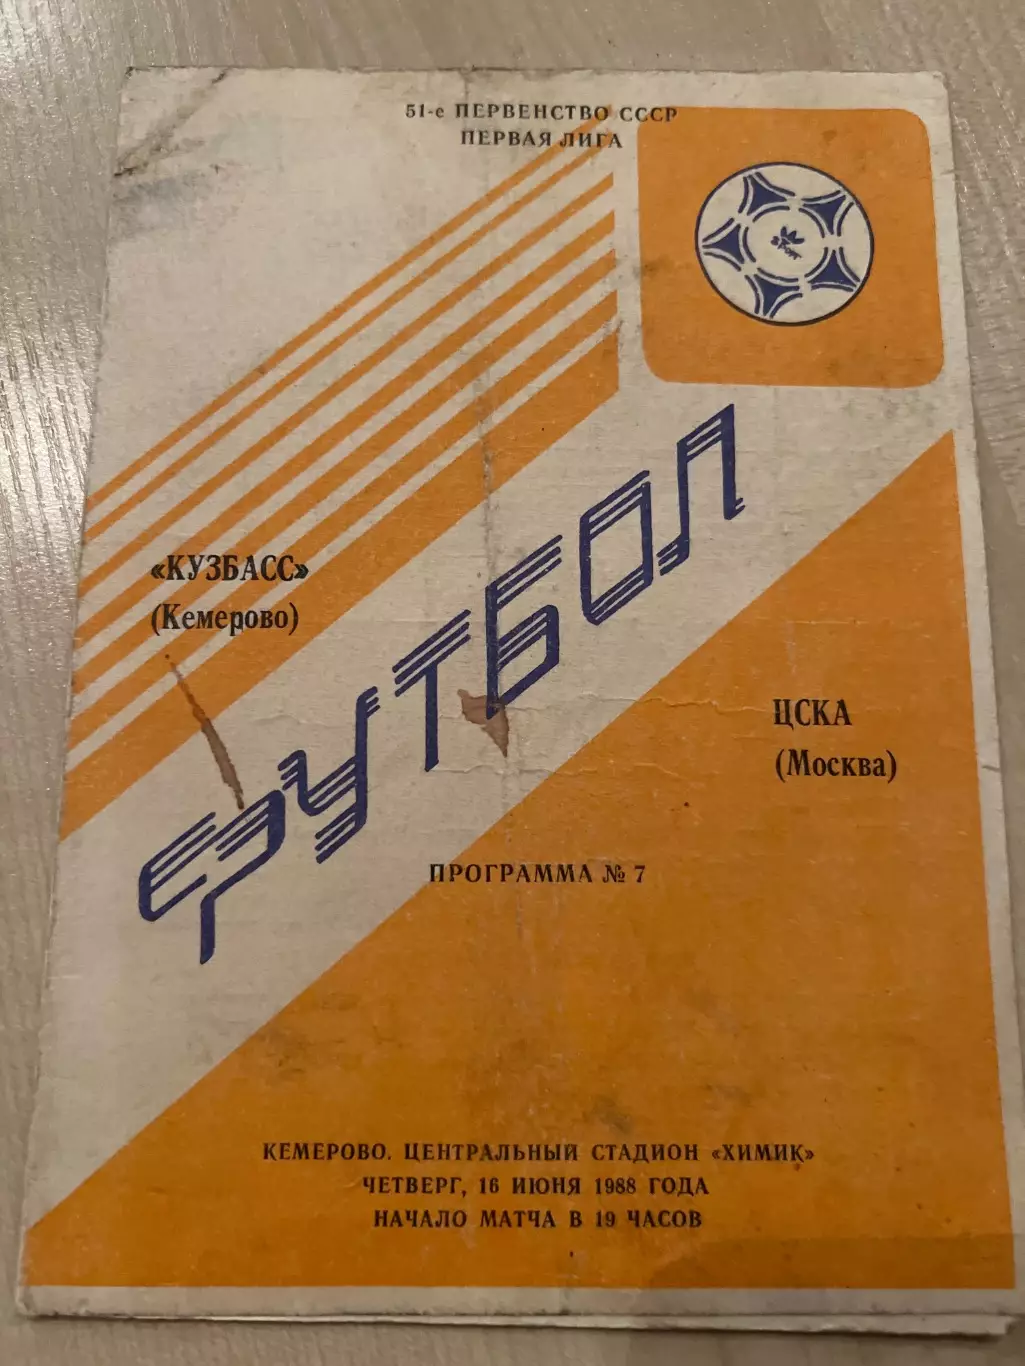 51-е ПЕРВЕНСТВО СССР
ПЕРВАЯ ЛИГА
ФУТБОЛ
«КУЗБАСС»
(Кемерово)
ЦСКА
(Москва)
ПРОГРАММА № 7
КЕМЕРОВО. ЦЕНТРАЛЬНЫЙ СТАДИОН «ХИМИК»
ЧЕТВЕРГ, 16 ИЮНЯ 1988 ГОДА
НАЧАЛО МАТЧА В 19 ЧАСОВ